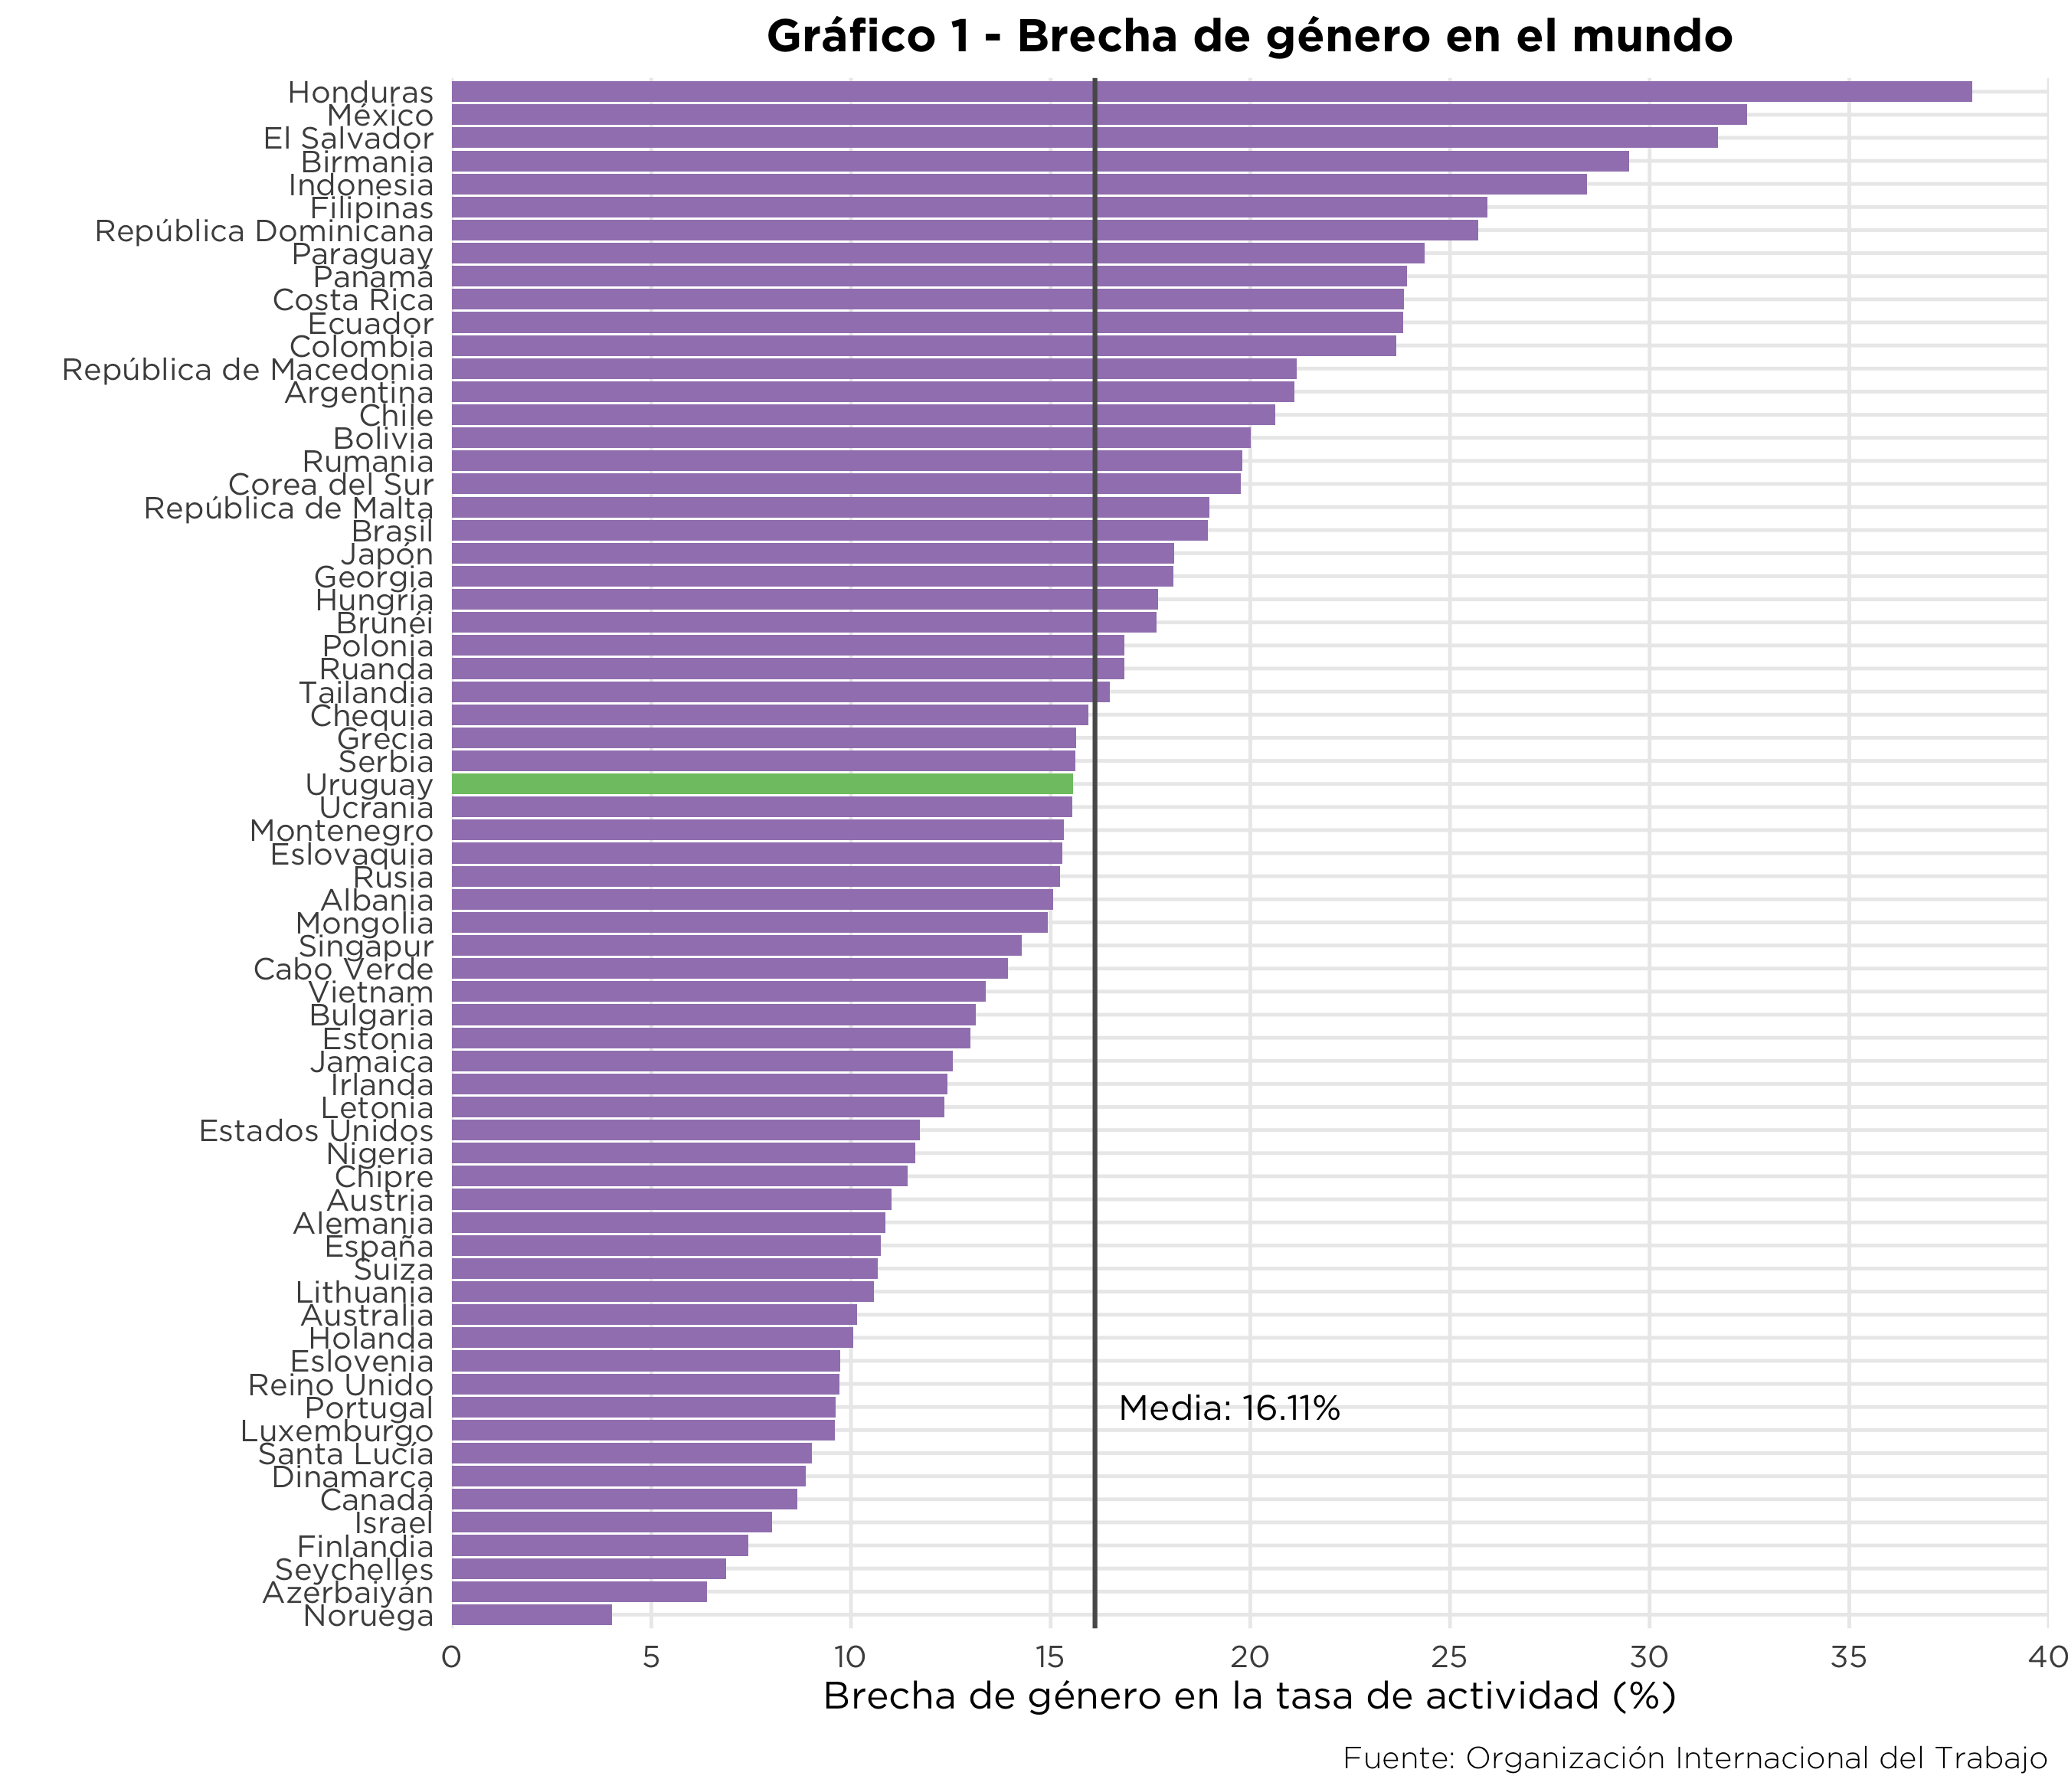 Gráfico 1 - Brecha de género en el mundo
Honduras
México
El Salvador
Birmania
Indonesia
Filipinas
República Dominicana
Paraguay
Panamá
Costa Rica
Ecuador
Colombia
República de Macedonia
Argentina
Chile
Bolivia
Rumania
Corea del Sur
República de Malta
Brasil
Japón
Georgia
Hungría
Brunéi
Polonia
Ruanda
Tailandia
Chequia
Grecia
Serbia
Uruguay
Ucrania
Montenegro
Eslovaquia
Rusia
Albania
Mongolia
Singapur
Cabo Verde
Vietnam
Bulgaria
Estonia
Jamaica
Irlanda
Letonia
Estados Unidos
Nigeria
Chipre
Austria
Alemania
España
Suiza
Lithuania
Australia
Holanda
Eslovenia
Reino Unido
Portugal
Media: 16.11%
Luxemburgo
Santa Lucía
Dinamarca
Canadá
Israel
Finlandia
Seychelles
Azerbaiyán
Noruega
0 5 10 15 20 25 30 35 40
Brecha de género en la tasa de actividad (%)
Fuente: Organización Internacional del Trabajo